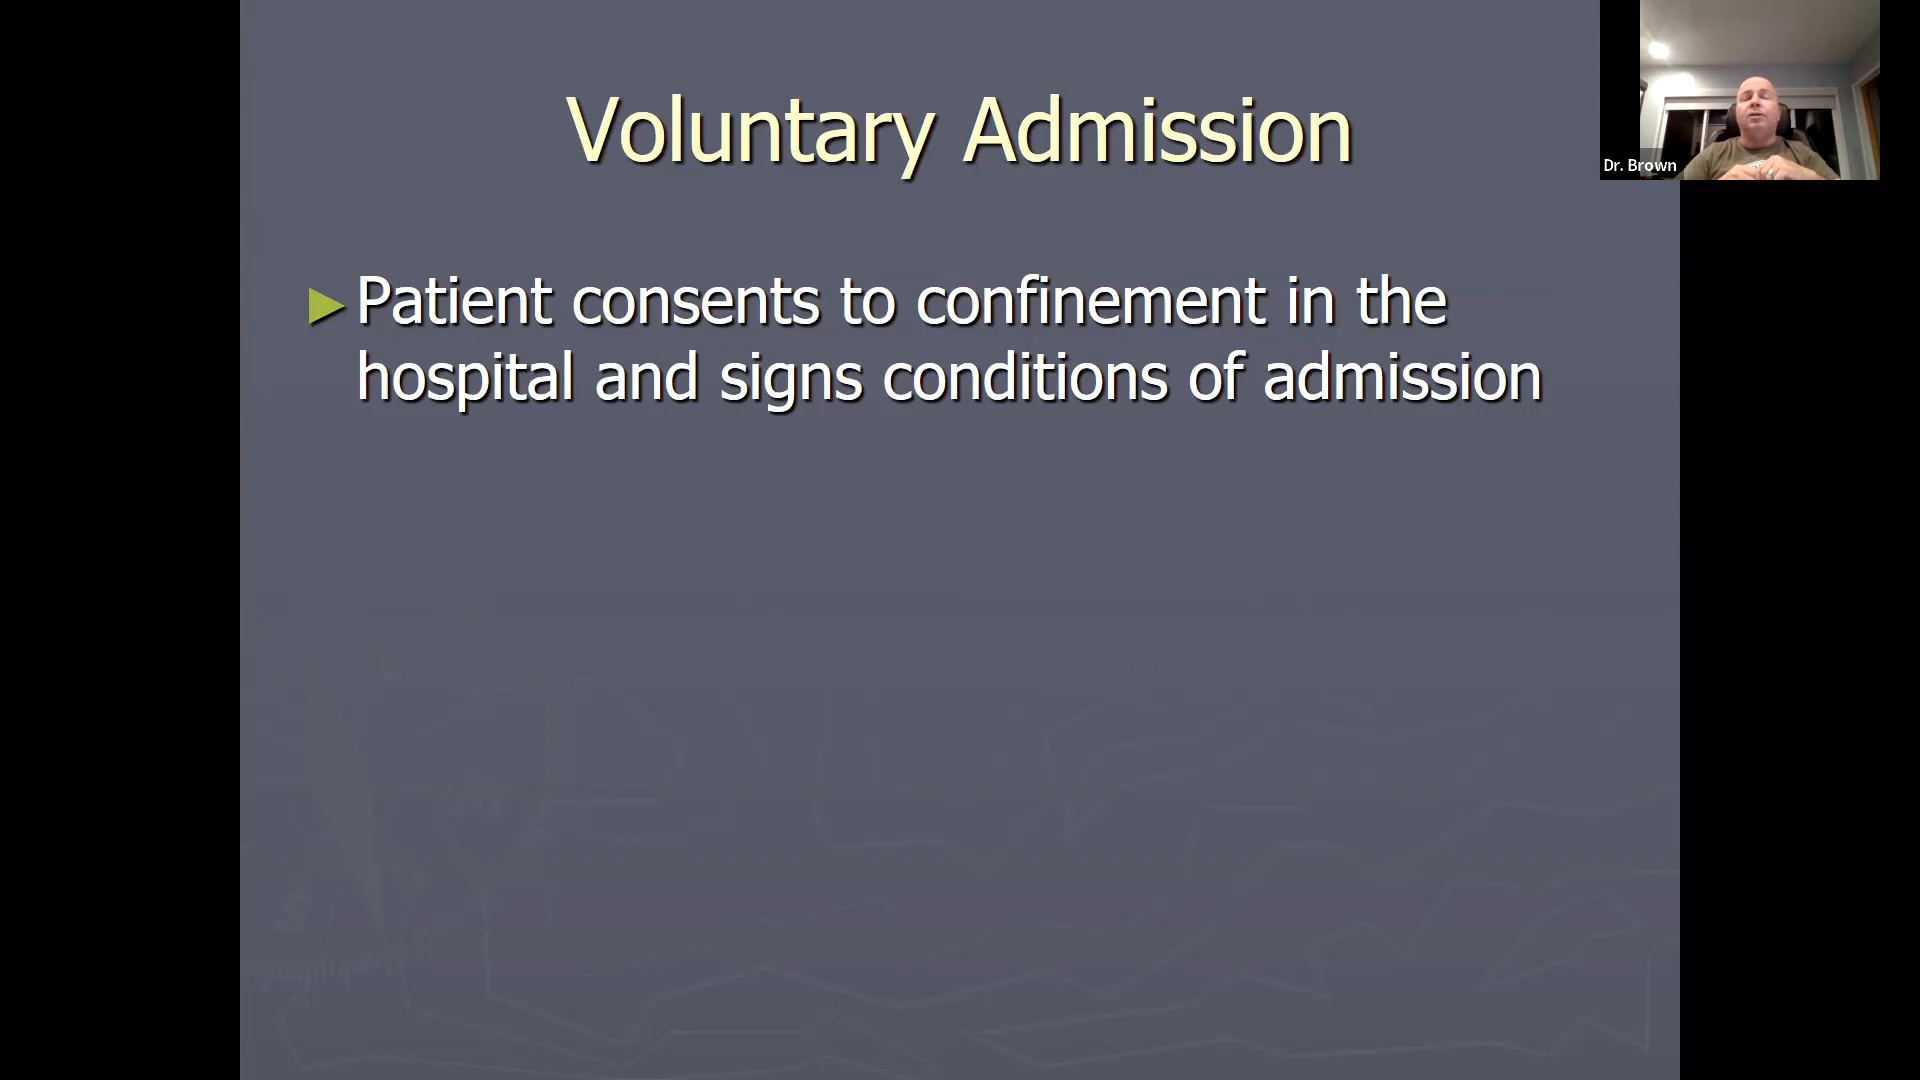 Voluntary Admission
Dr. Brown
Patient consents to confinement in the
hospital and signs conditions of admission